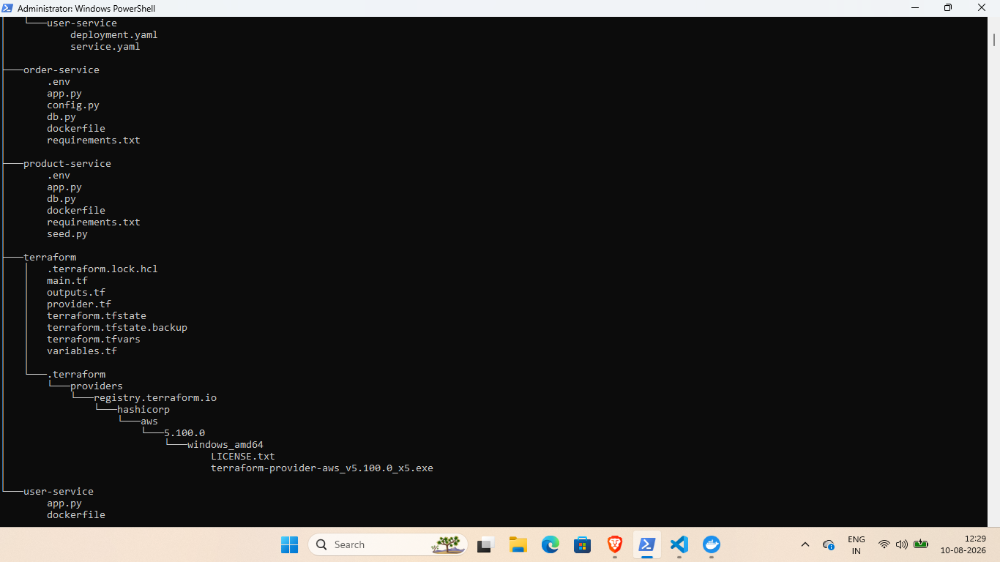 Administrator: Windows PowerShell
│   └───user-service
            deployment.yaml
            service.yaml
├───order-service
        .env
        app.py
        config.py
        db.py
        dockerfile
        requirements.txt
├───product-service
        .env
        app.py
        db.py
        dockerfile
        requirements.txt
        seed.py
├───terraform
│   │   .terraform.lock.hcl
│   │   main.tf
│   │   outputs.tf
│   │   provider.tf
│   │   terraform.tfstate
│   │   terraform.tfstate.backup
│   │   terraform.tfvars
│   │   variables.tf
│   └───.terraform
│       └───providers
│           └───registry.terraform.io
│               └───hashicorp
│                   └───aws
│                       └───5.100.0
│                           └───windows_amd64
                                    LICENSE.txt
                                    terraform-provider-aws_v5.100.0_x5.exe
└───user-service
        app.py
        dockerfile
Search
ENG
IN
12:29
10-08-2026